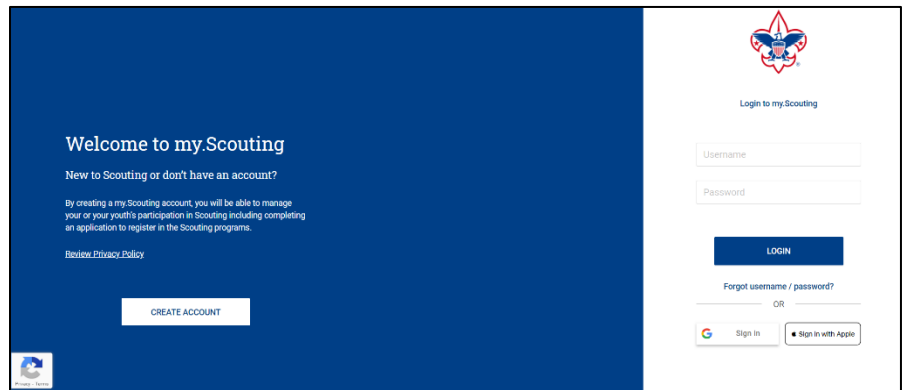 Welcome to my.Scouting
New to Scouting or don't have an account?
By creating a my.Scouting account, you will be able to manage
your or your youth's participation in Scouting including completing
an application to register in the Scouting programs.
Review Privacy Policy
CREATE ACCOUNT
Privacy - Terms
Login to my.Scouting
Username
Password
LOGIN
Forgot username / password?
OR
Sign in
Sign in with Apple